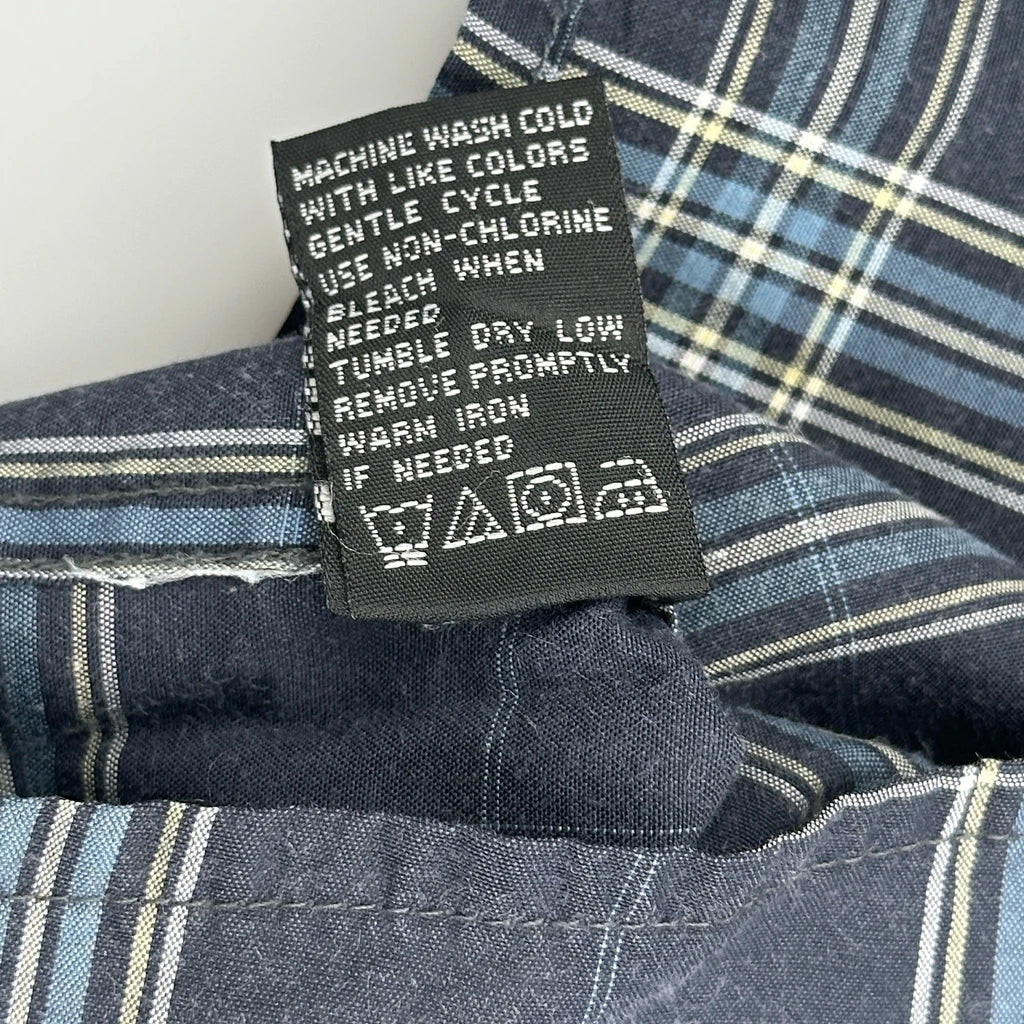 MACHINE WASH COLD
WITH LIKE COLORS
GENTLE CYCLE
USE NON-CHLORINE
BLEACH WHEN
NEEDED
TUMBLE DRY LOW
REMOVE PROMPTLY
WARM IRON
IF NEEDED